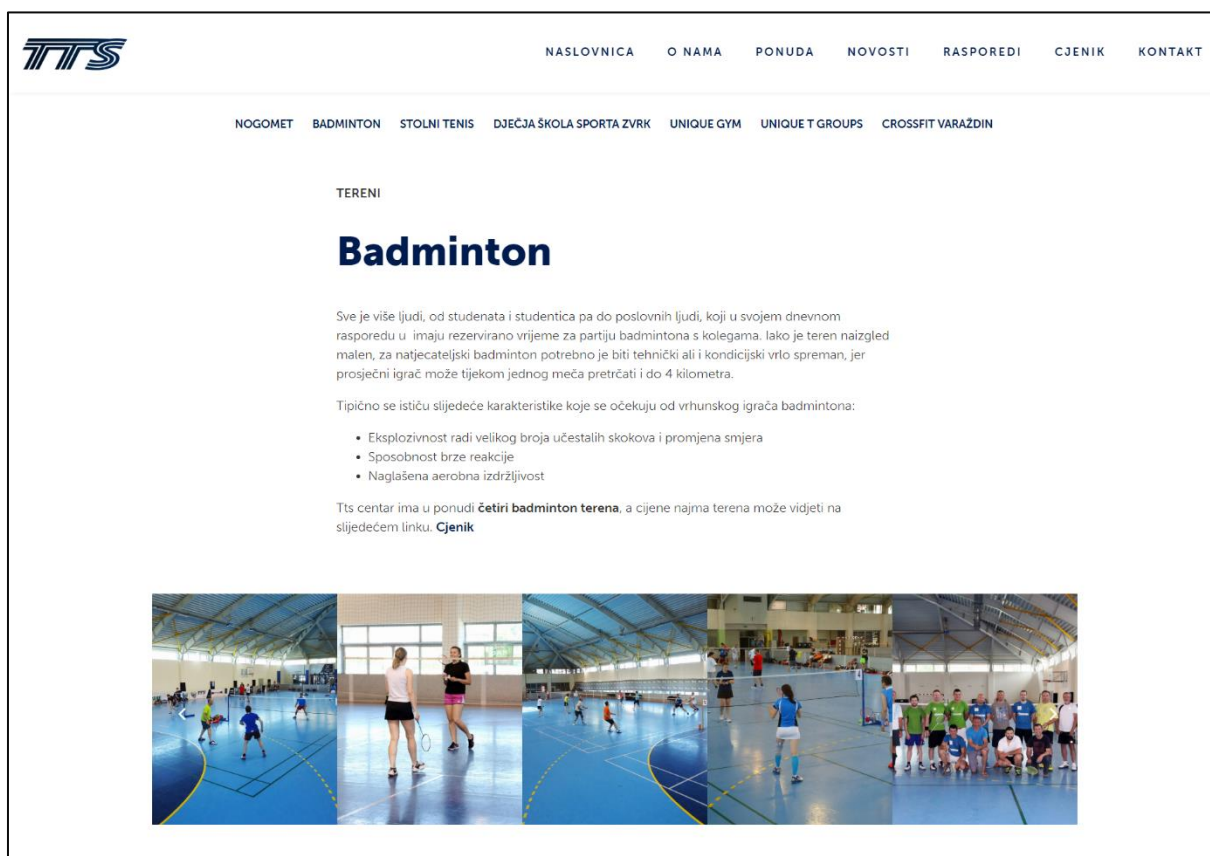 TTS
NASLOVNICA O NAMA PONUDA NOVOSTI RASPOREDI CJENIK KONTAKT
NOGOMET BADMINTON STOLNI TENIS DJEČJA ŠKOLA SPORTA ZVRK UNIQUE GYM UNIQUE T GROUPS CROSSFIT VARAŽDIN
TERENI
Badminton
Sve je više ljudi, od studenata i studentica pa do poslovnih ljudi, koji u svojem dnevnom
rasporedu u imaju rezervirano vrijeme za partiju badmintona s kolegama. Iako je teren naizgled
malen, za natjecateljski badminton potrebno je biti tehnički ali i kondicijski vrlo spreman, jer
prosječni igrač može tijekom jednog meča pretrčati i do 4 kilometra.
Tipično se ističu slijedeće karakteristike koje se očekuju od vrhunskog igrača badmintona:
• Eksplozivnost radi velikog broja učestalih skokova i promjena smjera
• Sposobnost brze reakcije
• Naglašena aerobna izdržljivost
Tts centar ima u ponudi četiri badminton terena, a cijene najma terena može vidjeti na
slijedećem linku. Cjenik